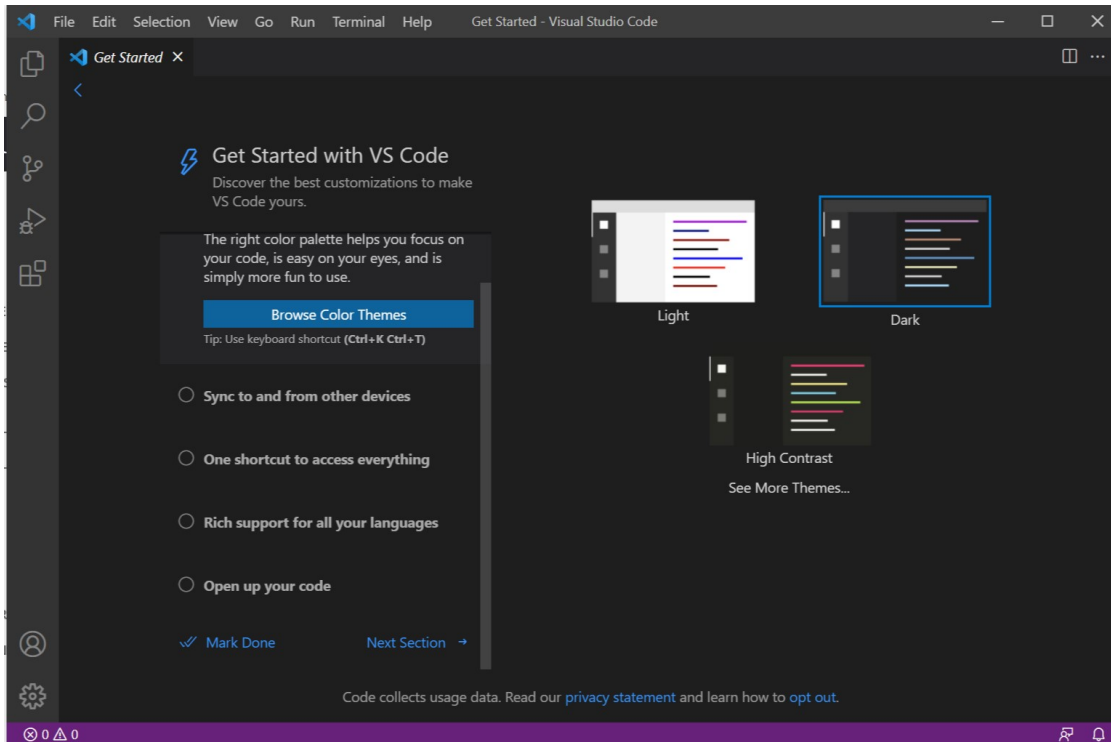 File Edit Selection View Go Run Terminal Help Get Started - Visual Studio Code
Get Started
Get Started with VS Code
Discover the best customizations to make
VS Code yours.
The right color palette helps you focus on
your code, is easy on your eyes, and is
simply more fun to use.
Browse Color Themes
Tip: Use keyboard shortcut (Ctrl+K Ctrl+T)
Sync to and from other devices
One shortcut to access everything
Rich support for all your languages
Open up your code
Mark Done Next Section →
Light
Dark
High Contrast
See More Themes...
Code collects usage data. Read our privacy statement and learn how to opt out.
0 0